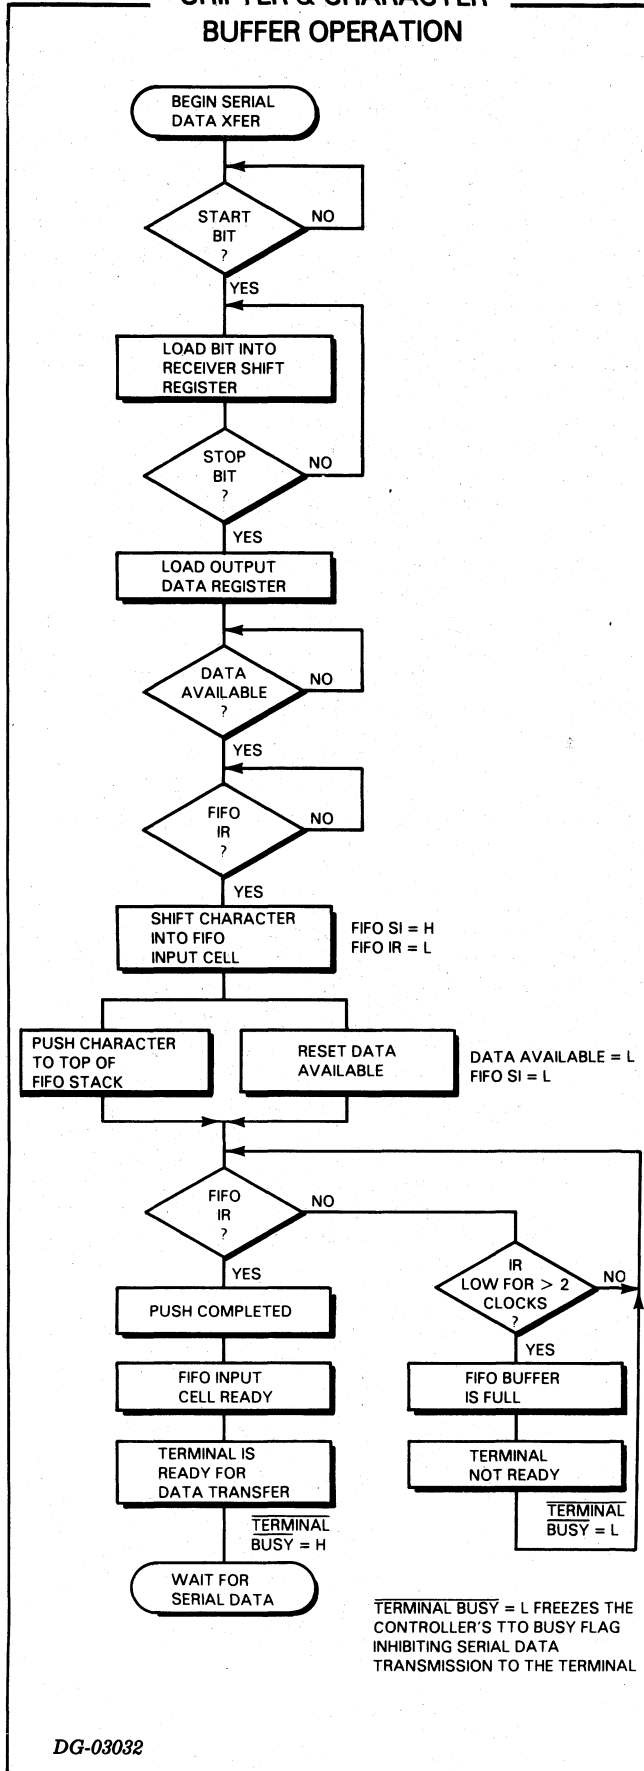 SHIFTER & CHARACTER
BUFFER OPERATION
BEGIN SERIAL
DATA XFER
START
BIT
?
NO
YES
LOAD BIT INTO
RECEIVER SHIFT
REGISTER
STOP
BIT
?
NO
YES
LOAD OUTPUT
DATA REGISTER
DATA
AVAILABLE
?
NO
YES
FIFO
IR
?
NO
YES
SHIFT CHARACTER
INTO FIFO
INPUT CELL
FIFO SI = H
FIFO IR = L
PUSH CHARACTER
TO TOP OF
FIFO STACK
RESET DATA
AVAILABLE
DATA AVAILABLE = L
FIFO SI = L
FIFO
IR
?
NO
YES
IR
LOW FOR > 2
CLOCKS
?
NO
YES
PUSH COMPLETED
FIFO INPUT
CELL READY
TERMINAL IS
READY FOR
DATA TRANSFER
TERMINAL
BUSY = H
WAIT FOR
SERIAL DATA
FIFO BUFFER
IS FULL
TERMINAL
NOT READY
TERMINAL
BUSY = L
TERMINAL BUSY = L FREEZES THE
CONTROLLER'S TTO BUSY FLAG
INHIBITING SERIAL DATA
TRANSMISSION TO THE TERMINAL
DG-03032